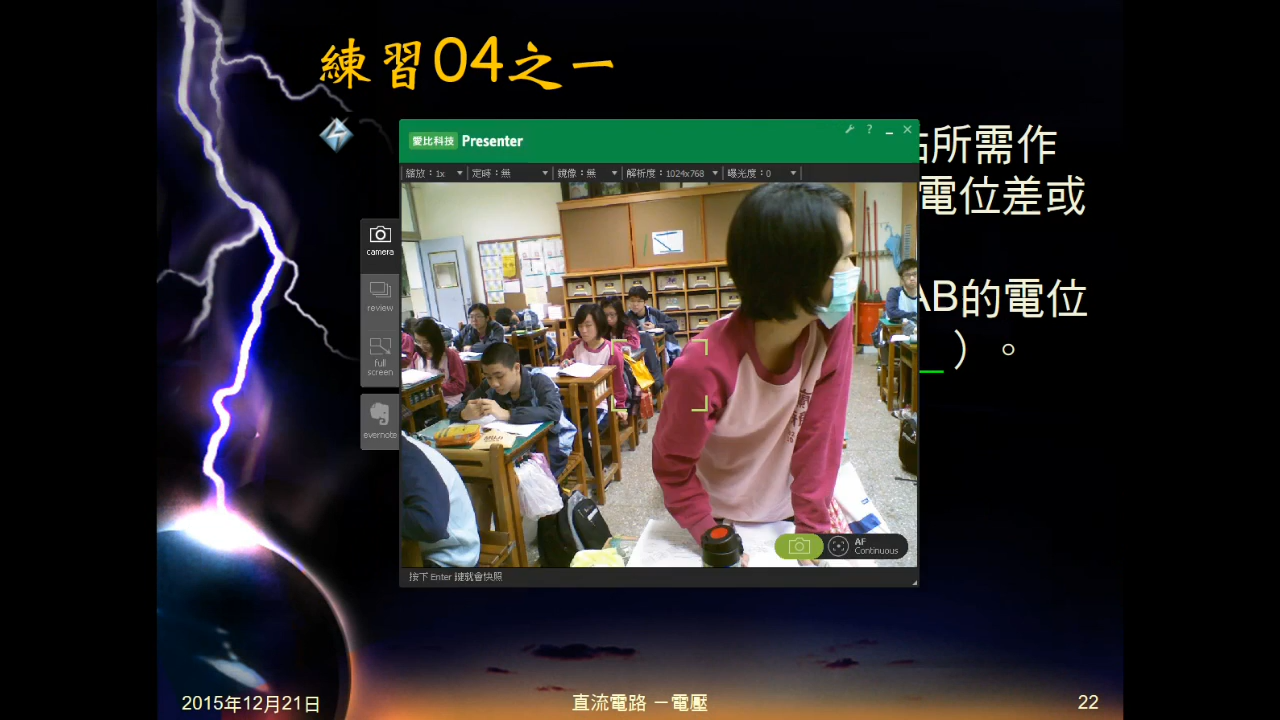 練習04之一
所需作
電位差或
AB的電位
）。
愛比科技 Presenter
縮放：1x 定時：無 鏡像：無 解析度：1024x768 曝光度：0
camera
review
full
screen
evernote
AF
Continuous
按下 Enter 鍵就會快照
2015年12月21日
直流電路 －電壓
22